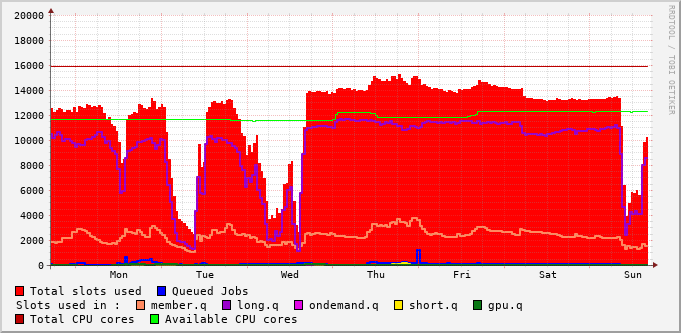 RRDTOOL / TOBI OETIKER
20000
18000
16000
14000
12000
10000
8000
6000
4000
2000
0
Mon Tue Wed Thu Fri Sat Sun
Total slots used Queued Jobs
Slots used in : member.q long.q ondemand.q short.q gpu.q
Total CPU cores Available CPU cores